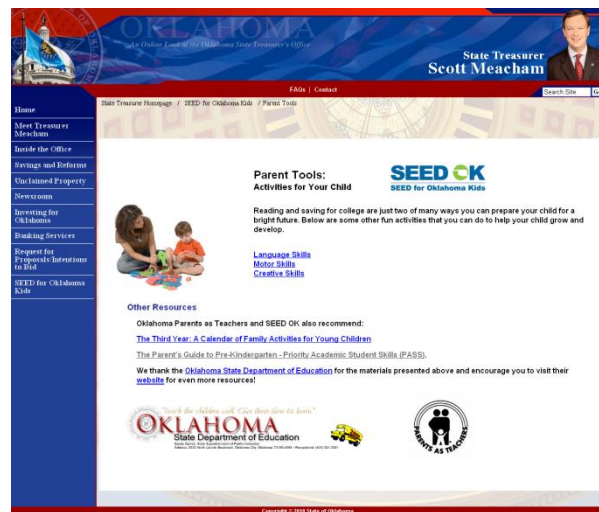 OKLAHOMA
An Online Look at the Oklahoma State Treasurer's Office
State Treasurer
Scott Meacham
FAQs | Contact
Search Site
State Treasurer Homepage / SEED for Oklahoma Kids / Parent Tools
Home
Meet Treasurer
Meacham
Inside the Office
Savings and Reforms
Unclaimed Property
Newsroom
Investing for
Oklahoma
Banking Services
Request for
Proposals/Intentions
to Bid
SEED for Oklahoma
Kids
Parent Tools:
Activities for Your Child
SEED OK
SEED for Oklahoma Kids
Reading and saving for college are just two of many ways you can prepare your child for a
bright future. Below are some other fun activities that you can do to help your child grow and
develop.
Language Skills
Motor Skills
Creative Skills
Other Resources
Oklahoma Parents as Teachers and SEED OK also recommend:
The Third Year: A Calendar of Family Activities for Young Children
The Parent's Guide to Pre-Kindergarten - Priority Academic Student Skills (PASS).
We thank the Oklahoma State Department of Education for the materials presented above and encourage you to visit their
website for even more resources!
"Teach the children well. Give them time to learn."
OKLAHOMA
State Department of Education
PARENTS AS TEACHERS
Copyright © 2010 State of Oklahoma